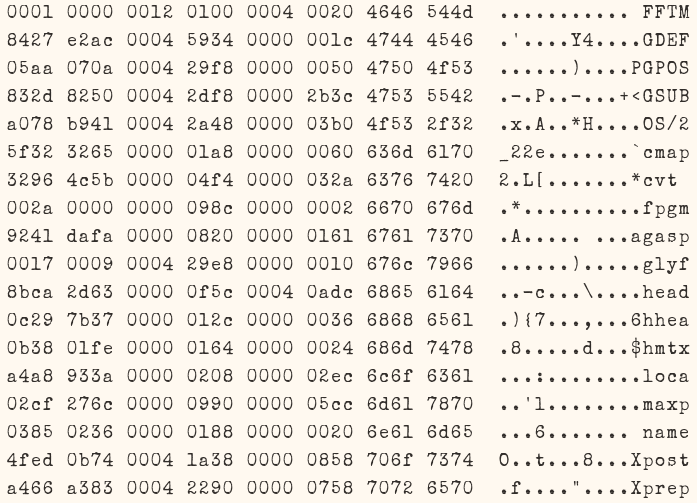 0001 0000 0012 0100 0004 0020 4646 544d ........... FFTM
8427 e2ac 0004 5934 0000 001c 4744 4546 .'....Y4....GDEF
05aa 070a 0004 29f8 0000 0050 4750 4f53 ......)....PGPOS
832d 8250 0004 2df8 0000 2b3c 4753 5542 .-.P..-...+<GSUB
a078 b941 0004 2a48 0000 03b0 4f53 2f32 .x.A..*H....OS/2
5f32 3265 0000 01a8 0000 0060 636d 6170 _22e.......`cmap
3296 4c5b 0000 04f4 0000 032a 6376 7420 2.L[.......*cvt
002a 0000 0000 098c 0000 0002 6670 676d .*..........fpgm
9241 dafa 0000 0820 0000 0161 6761 7370 .A..... ...agasp
0017 0009 0004 29e8 0000 0010 676c 7966 ......).....glyf
8bca 2d63 0000 0f5c 0004 0adc 6865 6164 ..-c...\....head
0c29 7b37 0000 012c 0000 0036 6868 6561 .){7...,...6hhea
0b38 01fe 0000 0164 0000 0024 686d 7478 .8.....d...$hmtx
a4a8 933a 0000 0208 0000 02ec 6c6f 6361 ...:........loca
02cf 276c 0000 0990 0000 05cc 6d61 7870 ..'l........maxp
0385 0236 0000 0188 0000 0020 6e61 6d65 ...6....... name
4fed 0b74 0004 1a38 0000 0858 706f 7374 O..t...8...Xpost
a466 a383 0004 2290 0000 0758 7072 6570 .f....&quot;....Xprep